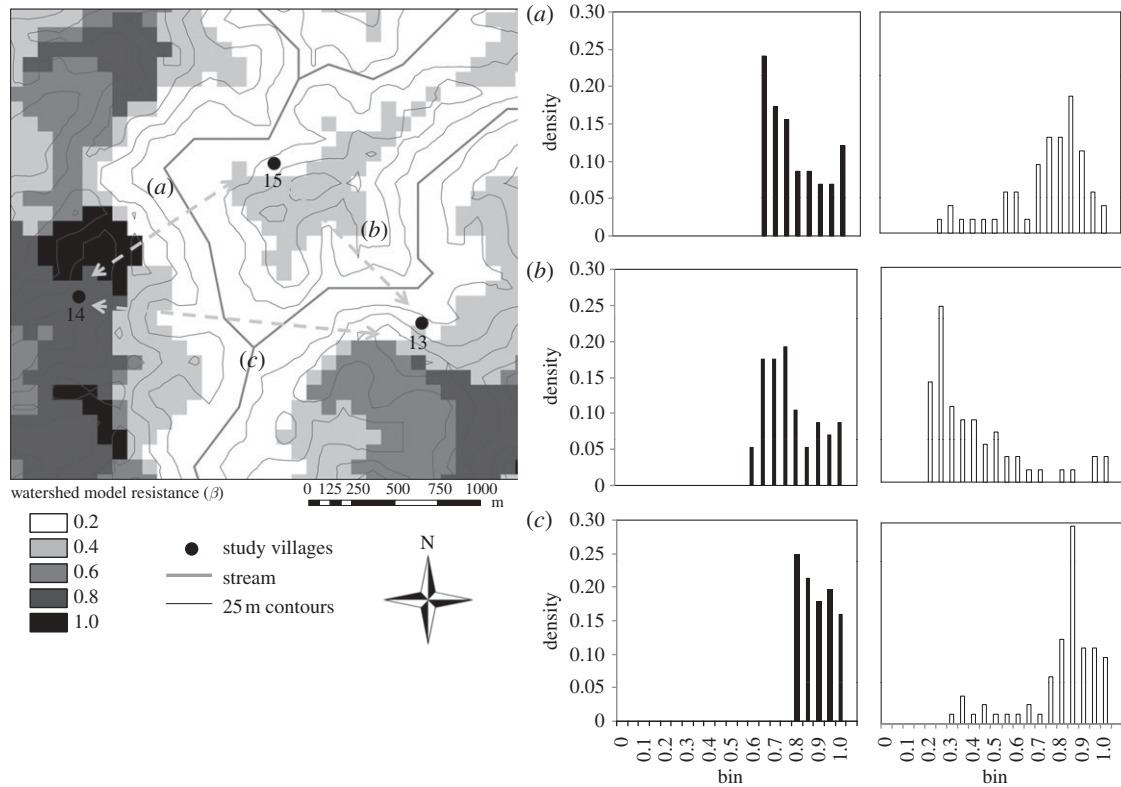 (a)
15
(b)
14
13
(c)
watershed model resistance (β)
0.2
0.4
0.6
0.8
1.0
0 125 250 500 750 1000
m
study villages
stream
25 m contours
N
(a)
0.30
0.25
0.20
0.15
0.10
0.05
0
density
(b)
0.30
0.25
0.20
0.15
0.10
0.05
0
density
(c)
0.30
0.25
0.20
0.15
0.10
0.05
0
density
0 0.1 0.2 0.3 0.4 0.5 0.6 0.7 0.8 0.9 1.0
bin
0 0.1 0.2 0.3 0.4 0.5 0.6 0.7 0.8 0.9 1.0
bin